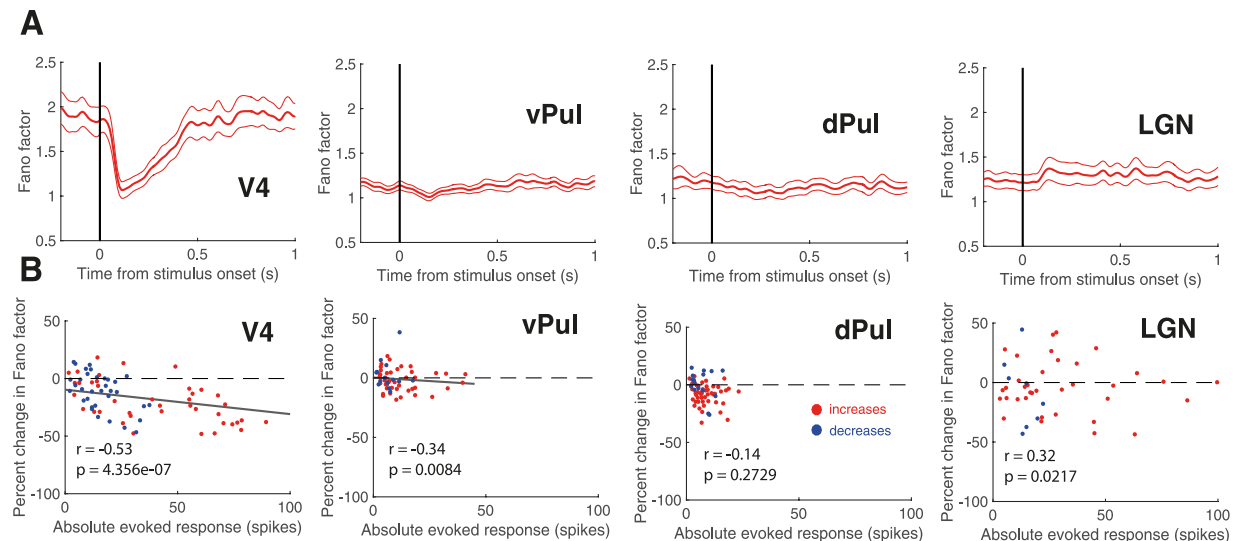 A
2.5
2
1.5
1
0.5
Fano factor
V4
0
0.5
1
Time from stimulus onset (s)
2.5
2
1.5
1
0.5
Fano factor
vPul
0
0.5
1
Time from stimulus onset (s)
2.5
2
1.5
1
0.5
Fano factor
dPul
0
0.5
1
Time from stimulus onset (s)
2.5
2
1.5
1
0.5
Fano factor
LGN
0
0.5
1
Time from stimulus onset (s)
B
Percent change in Fano factor
50
0
-50
-100
V4
r = -0.53
p = 4.356e-07
0
50
100
Absolute evoked response (spikes)
Percent change in Fano factor
50
0
-50
-100
vPul
r = -0.34
p = 0.0084
0
50
100
Absolute evoked response (spikes)
Percent change in Fano factor
50
0
-50
-100
dPul
increases
decreases
r = -0.14
p = 0.2729
0
50
100
Absolute evoked response (spikes)
Percent change in Fano factor
50
0
-50
-100
LGN
r = 0.32
p = 0.0217
0
50
100
Absolute evoked response (spikes)